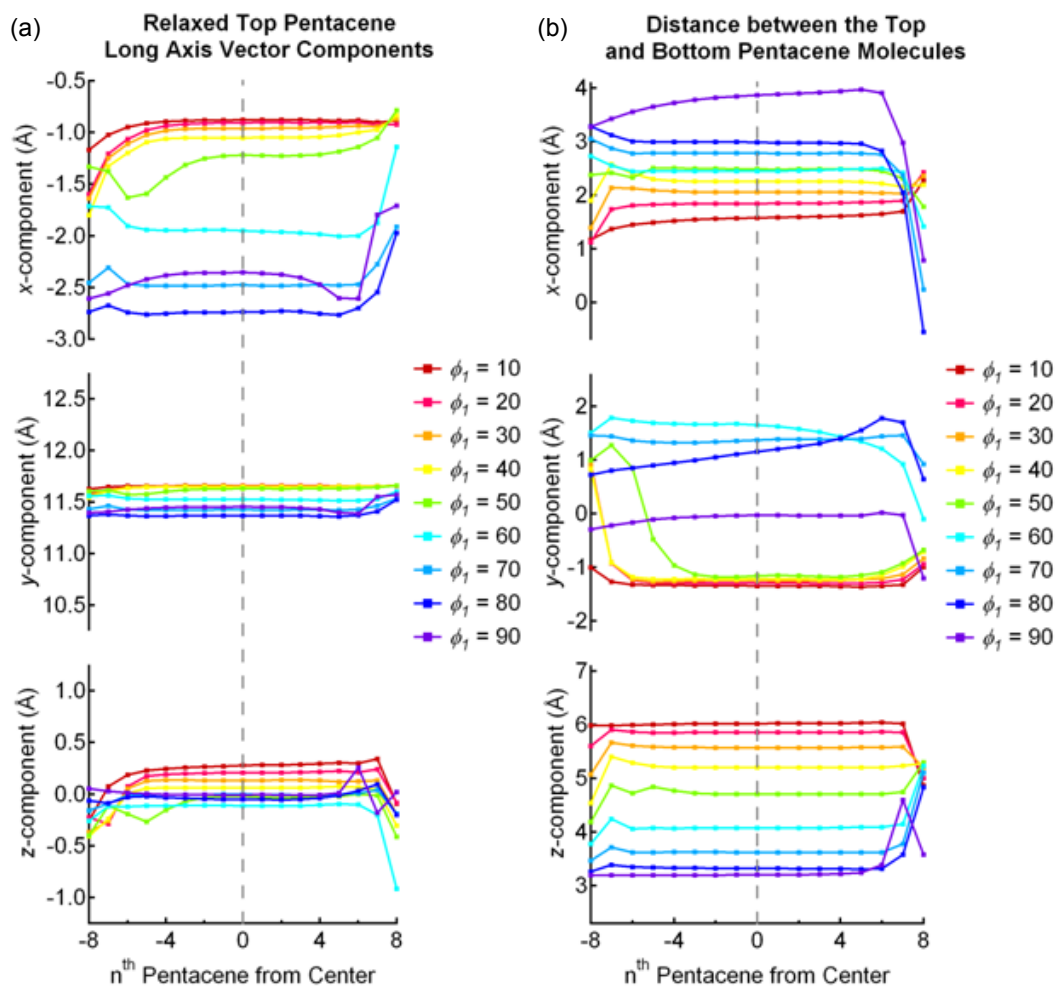 (a)
Relaxed Top Pentacene
Long Axis Vector Components
(b)
Distance between the Top
and Bottom Pentacene Molecules
x-component (Å)
-0.5
-1.0
-1.5
-2.0
-2.5
-3.0
x-component (Å)
4
3
2
1
0
y-component (Å)
12.5
12.0
11.5
11.0
10.5
ϕ1 = 10
ϕ1 = 20
ϕ1 = 30
ϕ1 = 40
ϕ1 = 50
ϕ1 = 60
ϕ1 = 70
ϕ1 = 80
ϕ1 = 90
y-component (Å)
2
1
0
-1
-2
ϕ1 = 10
ϕ1 = 20
ϕ1 = 30
ϕ1 = 40
ϕ1 = 50
ϕ1 = 60
ϕ1 = 70
ϕ1 = 80
ϕ1 = 90
z-component (Å)
1.0
0.5
0.0
-0.5
-1.0
-8 -4 0 4 8
nth Pentacene from Center
z-component (Å)
7
6
5
4
3
-8 -4 0 4 8
nth Pentacene from Center